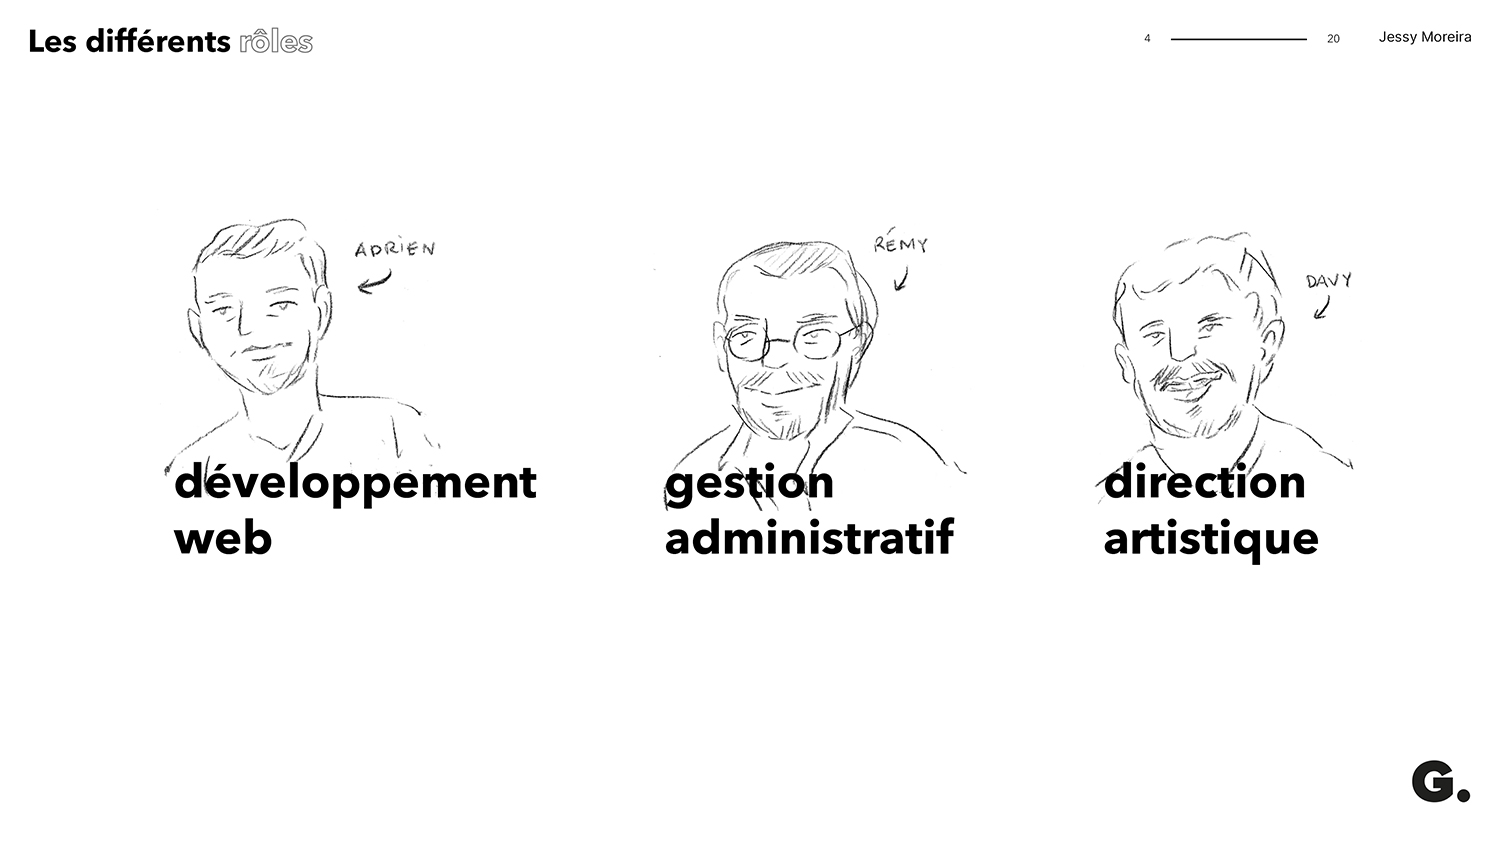 Les différents rôles
4 20 Jessy Moreira
ADRIEN
développement
web
RÉMY
gestion
administratif
DAVY
direction
artistique
G.